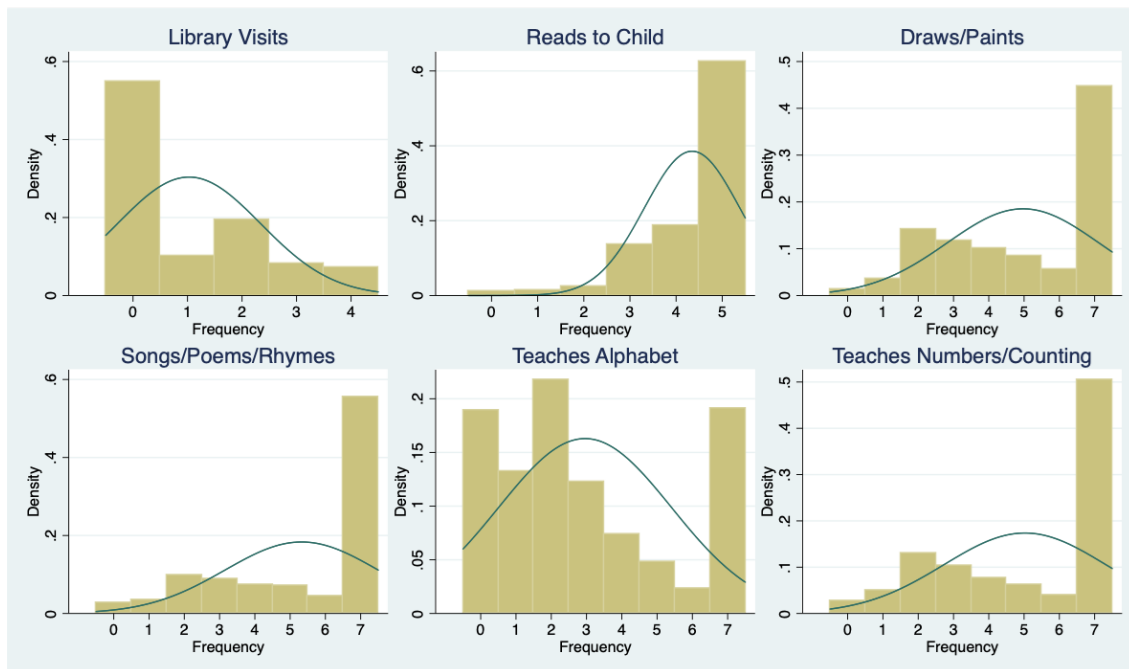 Library Visits
.6
.4
.2
0
Density
0 1 2 3 4
Frequency
Reads to Child
.6
.4
.2
0
Density
0 1 2 3 4 5
Frequency
Draws/Paints
.5
.4
.3
.2
.1
0
Density
0 1 2 3 4 5 6 7
Frequency
Songs/Poems/Rhymes
.6
.4
.2
0
Density
0 1 2 3 4 5 6 7
Frequency
Teaches Alphabet
.2
.15
.1
.05
0
Density
0 1 2 3 4 5 6 7
Frequency
Teaches Numbers/Counting
.5
.4
.3
.2
.1
0
Density
0 1 2 3 4 5 6 7
Frequency